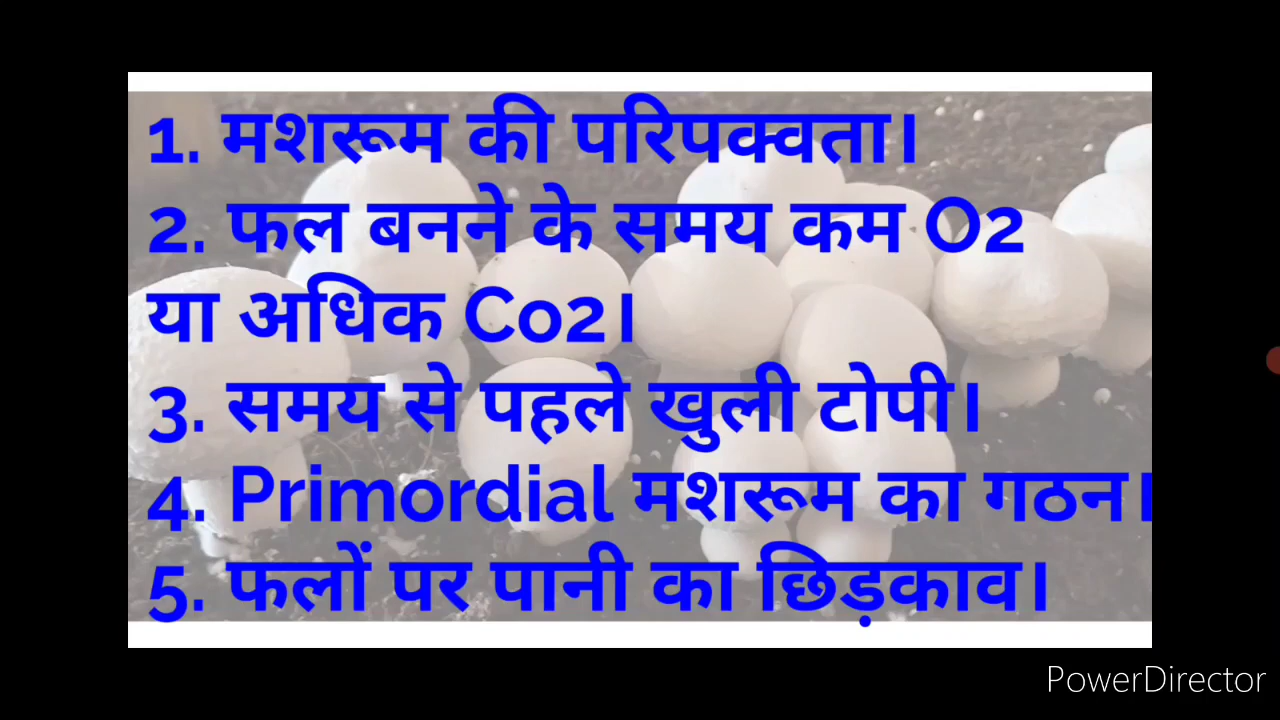 1. मशरूम की परिपक्वता।
2. फल बनने के समय कम O2
या अधिक Co2।
3. समय से पहले खुली टोपी।
4. Primordial मशरूम का गठन।
5. फलों पर पानी का छिड़काव।
PowerDirector